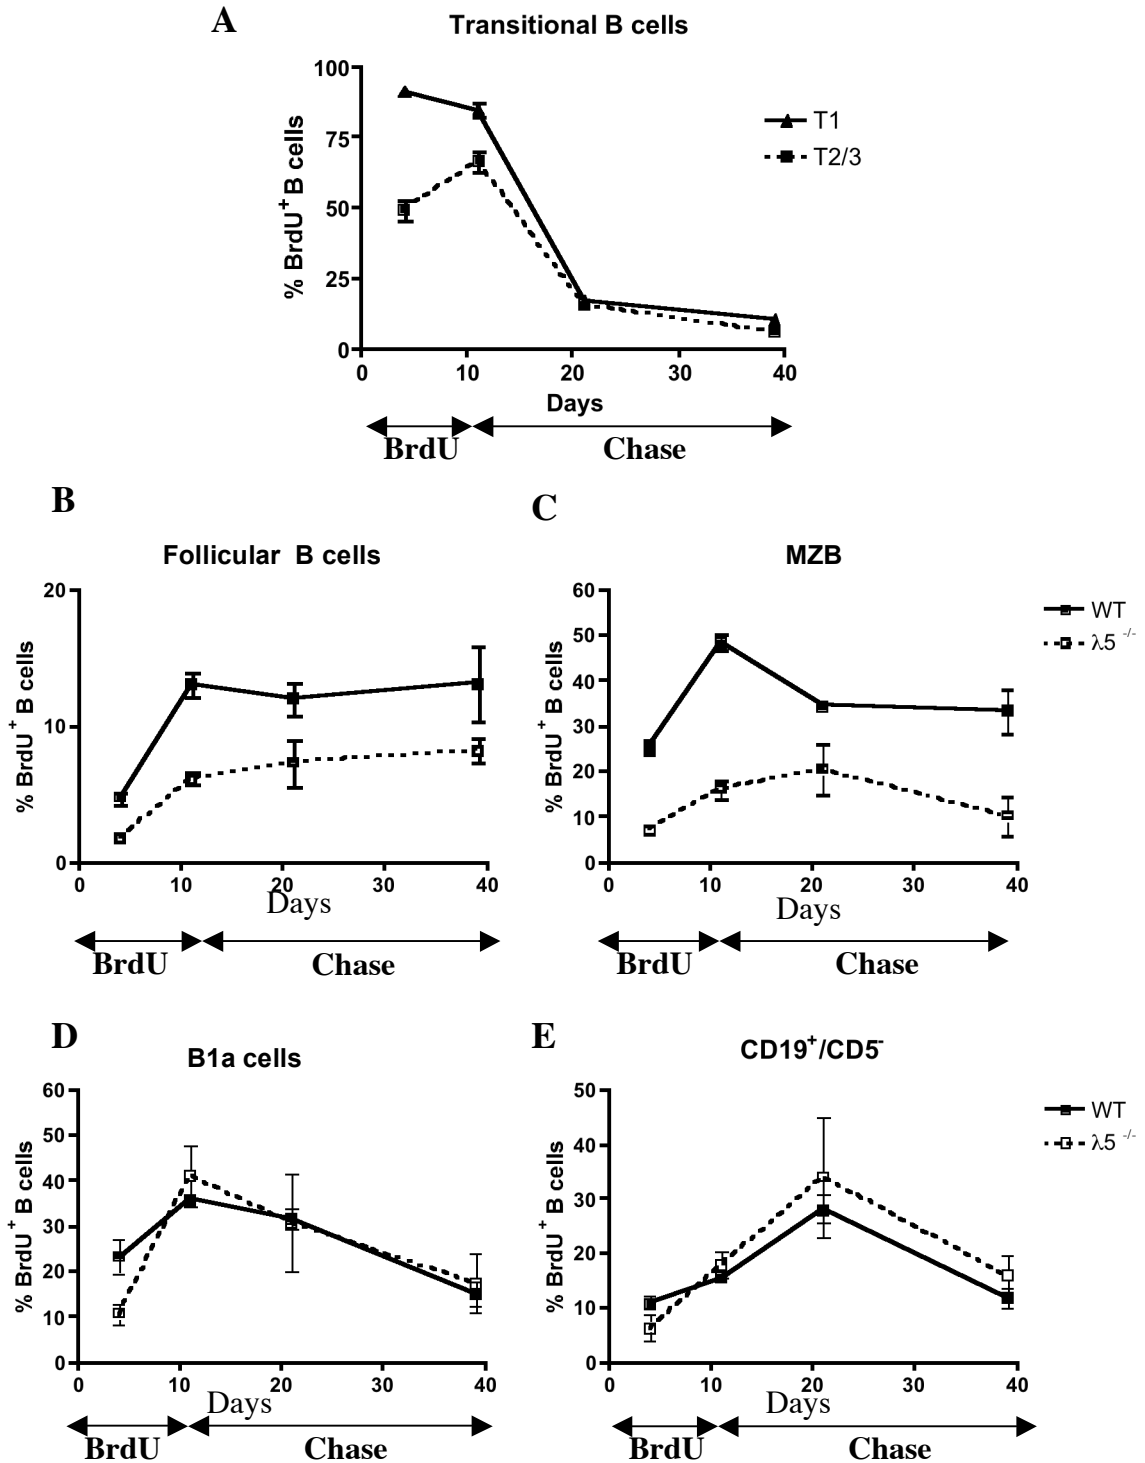 A
Transitional B cells
% BrdU+ B cells
100
75
50
25
0
0 10 20 30 40
Days
BrdU Chase
T1
T2/3
B
Follicular B cells
% BrdU + B cells
20
10
0
0 10 20 30 40
Days
BrdU Chase
C
MZB
% BrdU + B cells
60
50
40
30
20
10
0
0 10 20 30 40
Days
BrdU Chase
WT
λ5 -/-
D
B1a cells
% BrdU + B cells
60
50
40
30
20
10
0
0 10 20 30 40
Days
BrdU Chase
E
CD19+/CD5-
% BrdU + B cells
50
40
30
20
10
0
0 10 20 30 40
Days
BrdU Chase
WT
λ5 -/-